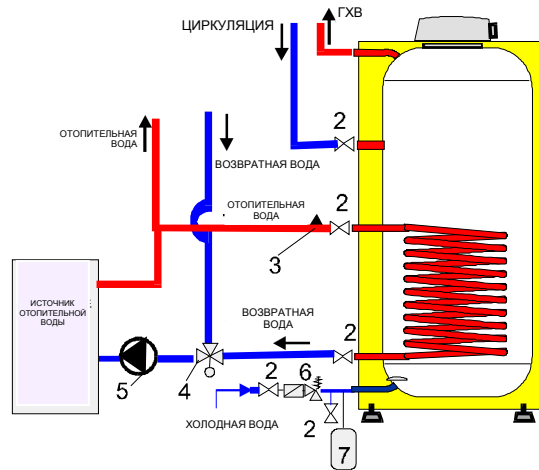 ЦИРКУЛЯЦИЯ
ГХВ
ОТОПИТЕЛЬНАЯ
ВОДА
ВОЗВРАТНАЯ ВОДА
2
ОТОПИТЕЛЬНАЯ
ВОДА
2
3
ИСТОЧНИК
ОТОПИТЕЛЬНОЙ
ВОДЫ
ВОЗВРАТНАЯ
ВОДА
2
5
4
2
6
ХОЛОДНАЯ ВОДА
2
7